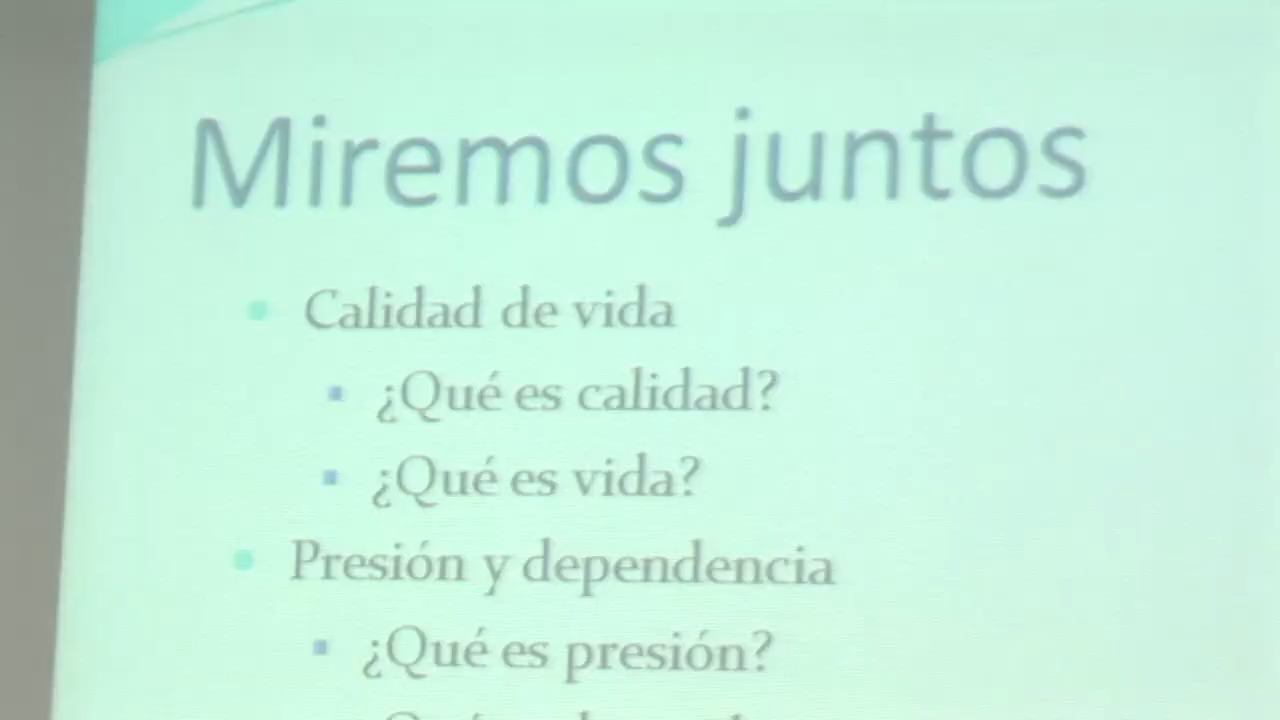 Miremos juntos
Calidad de vida
¿Qué es calidad?
¿Qué es vida?
Presión y dependencia
¿Qué es presión?